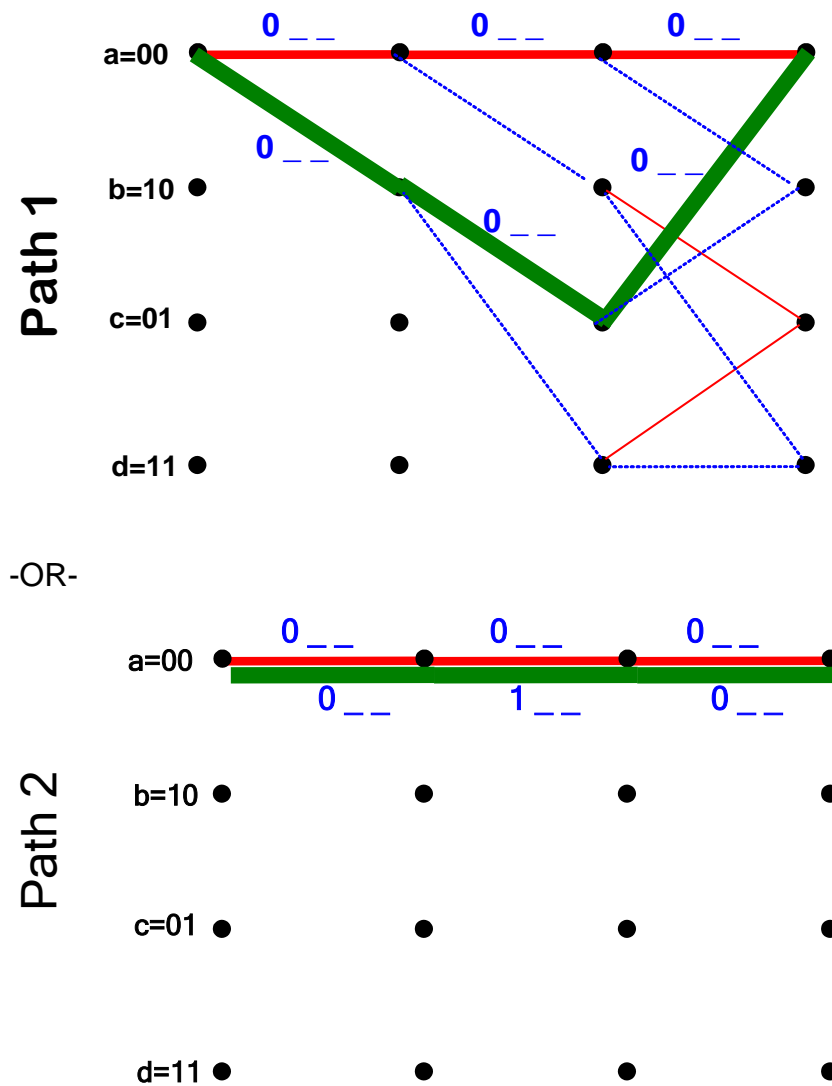 0 _ _ 0 _ _ 0 _ _
a=00
0 _ _ 0 _ _
b=10
0 _ _
Path 1
c=01
d=11
-OR-
0 _ _ 0 _ _ 0 _ _
a=00
0 _ _ 1 _ _ 0 _ _
b=10
Path 2
c=01
d=11